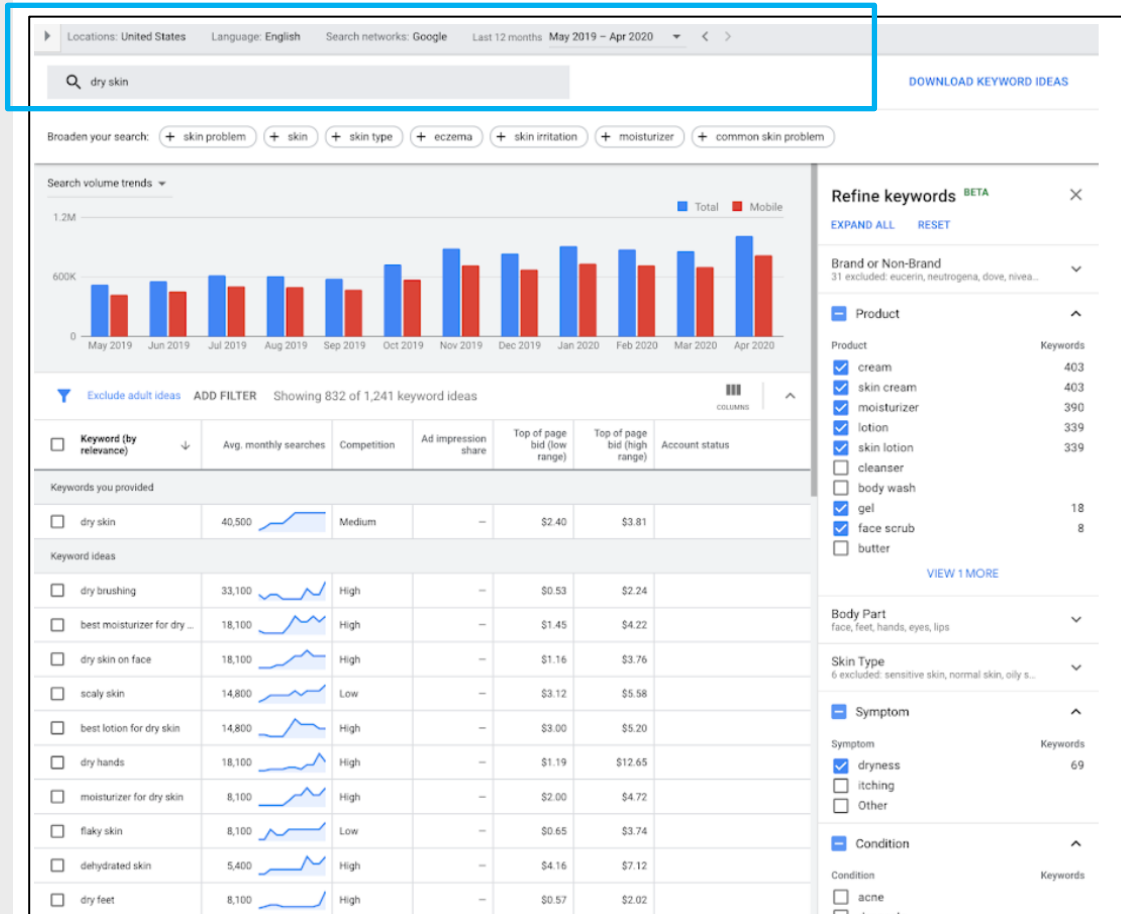 Locations: United States Language: English Search networks: Google Last 12 months May 2019 – Apr 2020
dry skin
DOWNLOAD KEYWORD IDEAS
Broaden your search: + skin problem + skin + skin type + eczema + skin irritation + moisturizer + common skin problem
Search volume trends
Total Mobile
1.2M
600K
0
May 2019 Jun 2019 Jul 2019 Aug 2019 Sep 2019 Oct 2019 Nov 2019 Dec 2019 Jan 2020 Feb 2020 Mar 2020 Apr 2020
Exclude adult ideas ADD FILTER Showing 832 of 1,241 keyword ideas
COLUMNS
Keyword (by relevance) Avg. monthly searches Competition Ad impression share Top of page bid (low range) Top of page bid (high range) Account status
Keywords you provided
dry skin 40,500 Medium – $2.40 $3.81
Keyword ideas
dry brushing 33,100 High – $0.53 $2.24
best moisturizer for dry ... 18,100 High – $1.45 $4.22
dry skin on face 18,100 High – $1.16 $3.76
scaly skin 14,800 Low – $3.12 $5.58
best lotion for dry skin 14,800 High – $3.00 $5.20
dry hands 18,100 High – $1.19 $12.65
moisturizer for dry skin 8,100 High – $2.00 $4.72
flaky skin 8,100 Low – $0.65 $3.74
dehydrated skin 5,400 High – $4.16 $7.12
dry feet 8,100 High – $0.57 $2.02
Refine keywords BETA
EXPAND ALL RESET
Brand or Non-Brand
31 excluded: eucerin, neutrogena, dove, nivea...
Product
Product Keywords
cream 403
skin cream 403
moisturizer 390
lotion 339
skin lotion 339
cleanser
body wash
gel 18
face scrub 8
butter
VIEW 1 MORE
Body Part
face, feet, hands, eyes, lips
Skin Type
6 excluded: sensitive skin, normal skin, oily s...
Symptom
Symptom Keywords
dryness 69
itching
Other
Condition
Condition Keywords
acne